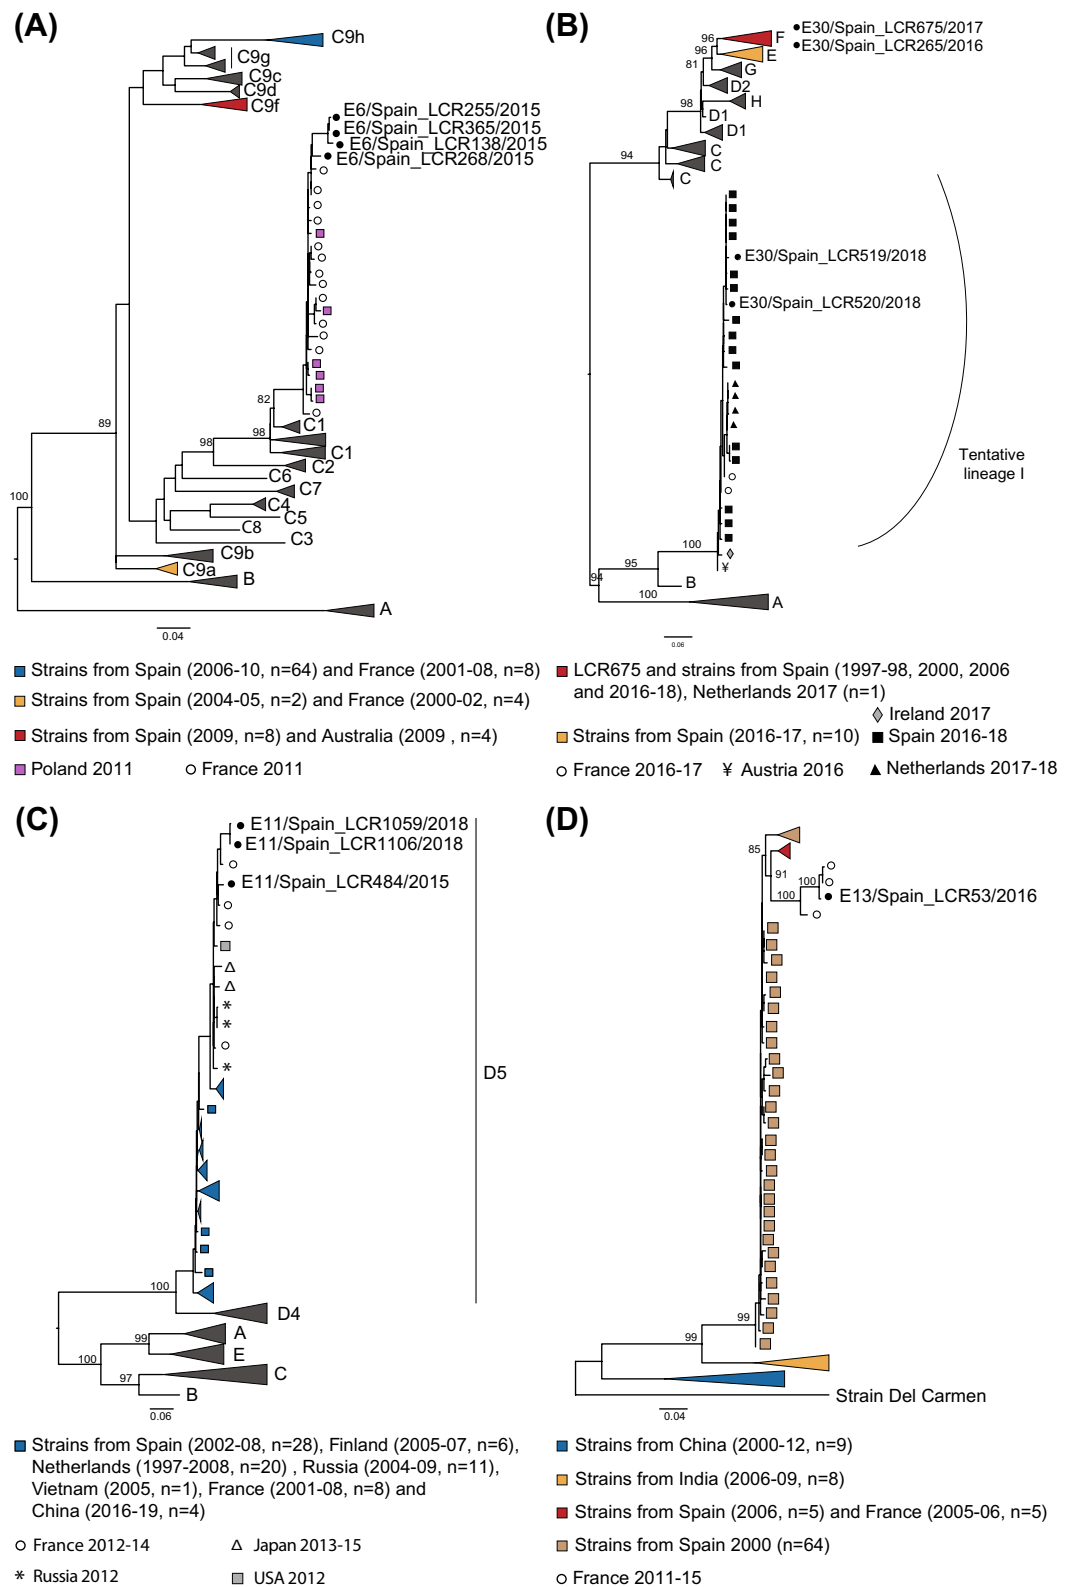 (A)
C9h
C9g
C9c
C9d
C9f
E6/Spain_LCR255/2015
E6/Spain_LCR365/2015
E6/Spain_LCR138/2015
E6/Spain_LCR268/2015
82
C1
98
C1
98
C2
C6
C7
C4
C5
C8
C3
89
C9b
C9a
100
B
A
0.04
Strains from Spain (2006-10, n=64) and France (2001-08, n=8)
Strains from Spain (2004-05, n=2) and France (2000-02, n=4)
Strains from Spain (2009, n=8) and Australia (2009 , n=4)
Poland 2011
France 2011
(B)
E30/Spain_LCR675/2017
E30/Spain_LCR265/2016
96
F
96
E
81
G
D2
H
98
D1
D1
C
C
94
C
E30/Spain_LCR519/2018
E30/Spain_LCR520/2018
Tentative
lineage I
100
¥
95
94
B
100
A
0.06
LCR675 and strains from Spain (1997-98, 2000, 2006
and 2016-18), Netherlands 2017 (n=1)
Ireland 2017
Strains from Spain (2016-17, n=10)
Spain 2016-18
France 2016-17
¥ Austria 2016
Netherlands 2017-18
(C)
E11/Spain_LCR1059/2018
E11/Spain_LCR1106/2018
E11/Spain_LCR484/2015
*
*
*
D5
100
D4
99
A
E
100
97
C
B
0.06
Strains from Spain (2002-08, n=28), Finland (2005-07, n=6),
Netherlands (1997-2008, n=20) , Russia (2004-09, n=11),
Vietnam (2005, n=1), France (2001-08, n=8) and
China (2016-19, n=4)
France 2012-14
Japan 2013-15
* Russia 2012
USA 2012
(D)
85
91
100
100
E13/Spain_LCR53/2016
99
99
Strain Del Carmen
0.04
Strains from China (2000-12, n=9)
Strains from India (2006-09, n=8)
Strains from Spain (2006, n=5) and France (2005-06, n=5)
Strains from Spain 2000 (n=64)
France 2011-15